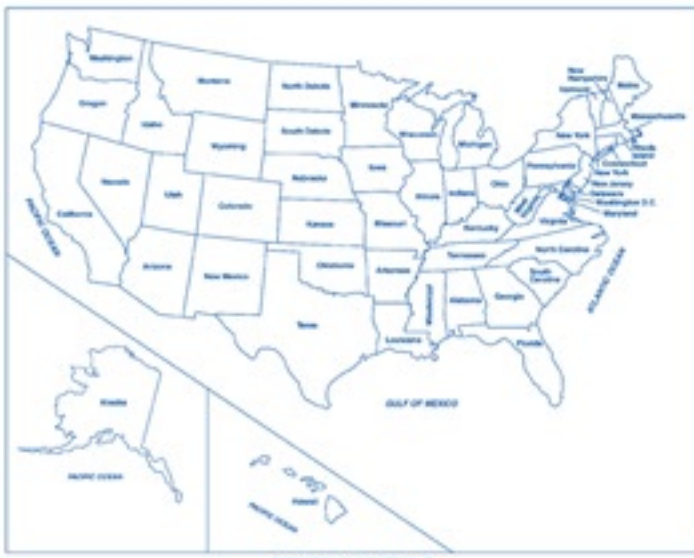 Washington
Montana
North Dakota
Minnesota
New
Hampshire
Vermont
Maine
Massachusetts
Oregon
Idaho
Wyoming
South Dakota
Wisconsin
Michigan
New York
Rhode
Island
Connecticut
New York
New Jersey
Delaware
Washington D.C.
Maryland
Nevada
Utah
Colorado
Nebraska
Iowa
Illinois
Indiana
Ohio
Pennsylvania
West
Virginia
Virginia
California
Kansas
Missouri
Kentucky
PACIFIC OCEAN
Arizona
New Mexico
Oklahoma
Arkansas
Tennessee
North Carolina
South
Carolina
ATLANTIC OCEAN
Texas
Louisiana
Mississippi
Alabama
Georgia
Florida
GULF OF MEXICO
Alaska
PACIFIC OCEAN
Hawaii
PACIFIC OCEAN